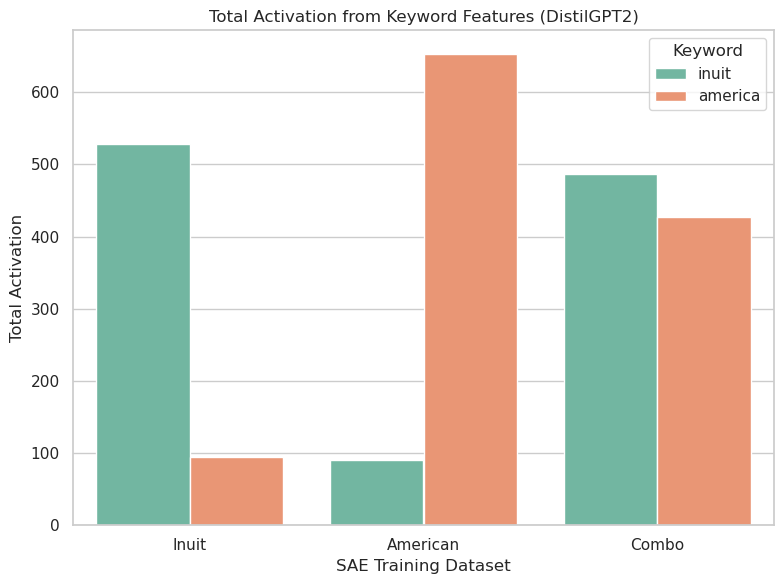 Total Activation from Keyword Features (DistilGPT2)
Keyword
inuit
america
Total Activation
600
500
400
300
200
100
0
Inuit American Combo
SAE Training Dataset